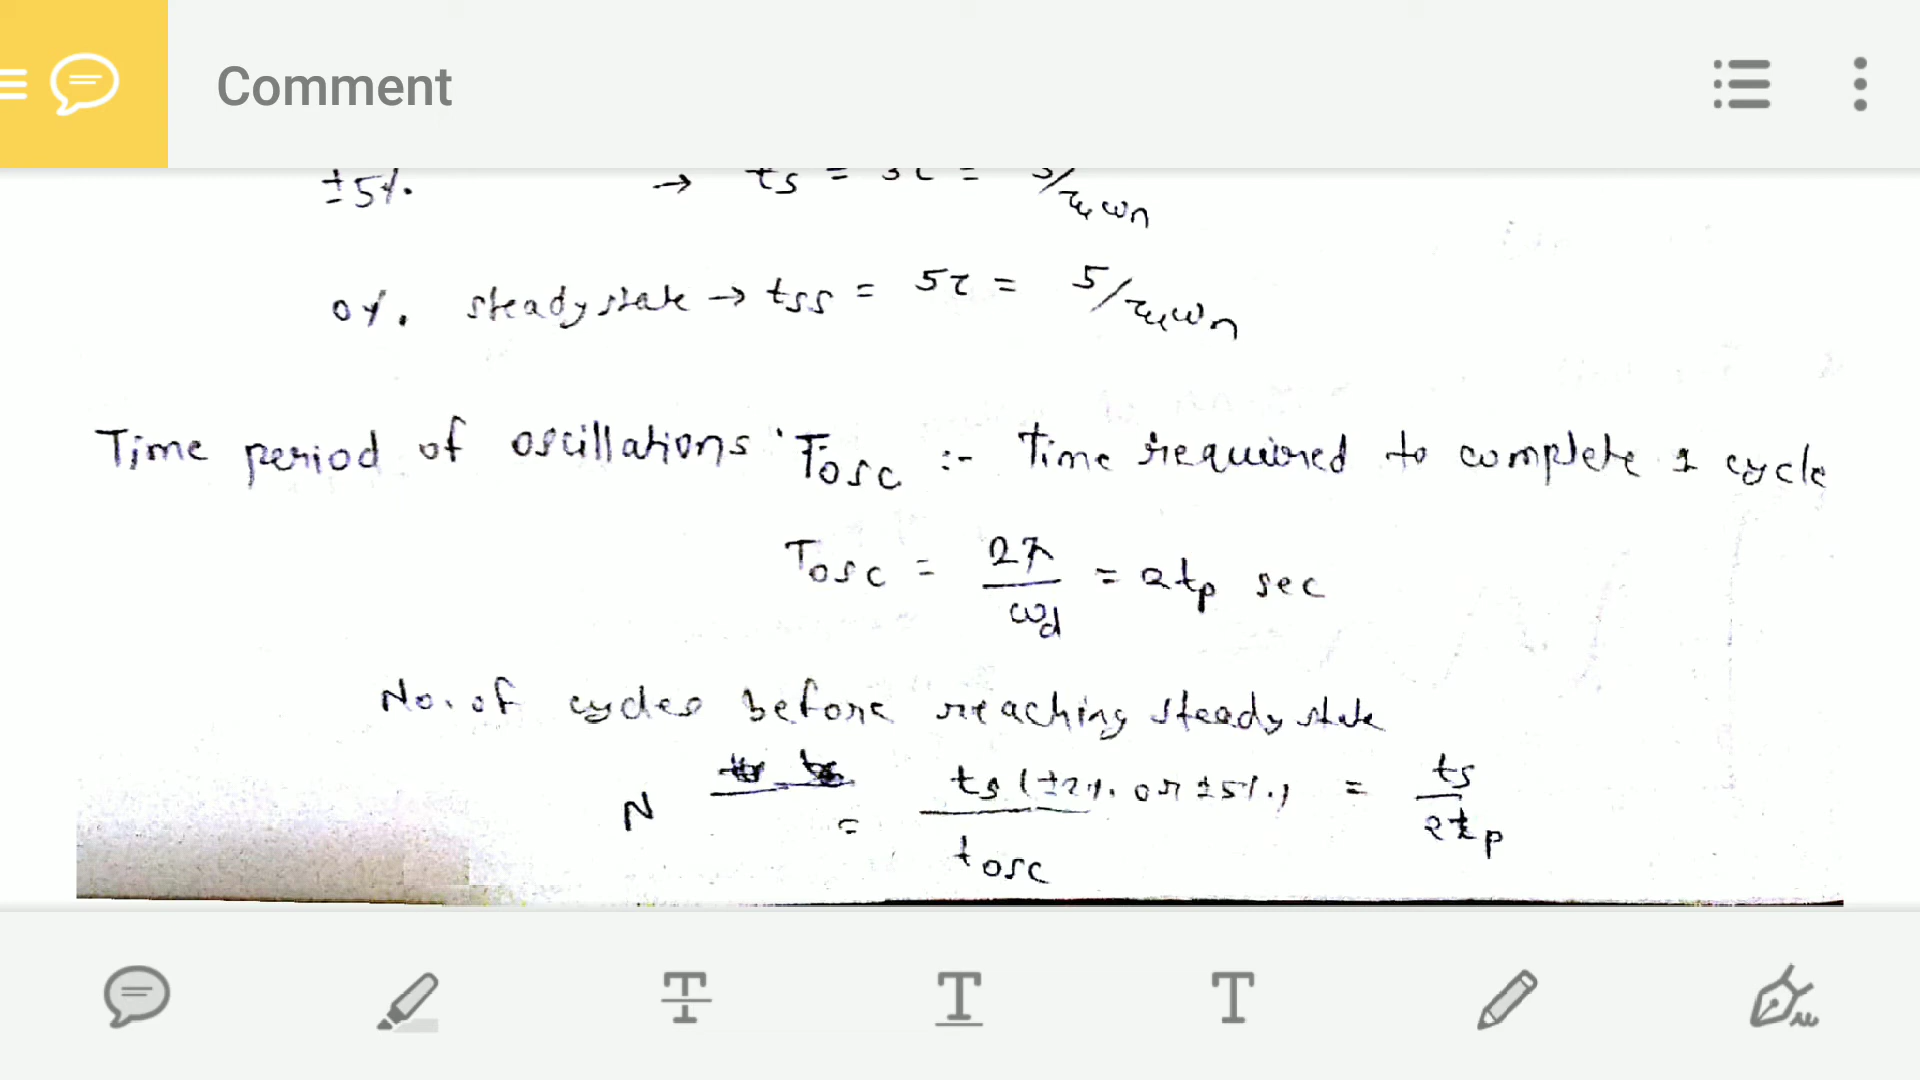 Comment
±5%. → ts = 3τ = 3/ξωn
0%. steady state → tss = 5τ = 5/ξωn
Time period of oscillations Tosc :- Time required to complete 1 cycle
Tosc = 2π/ωd = 2tp sec
No. of cycles before reaching steady state
N = ts (±2%. or ±5%.)/tosc = ts/2tp